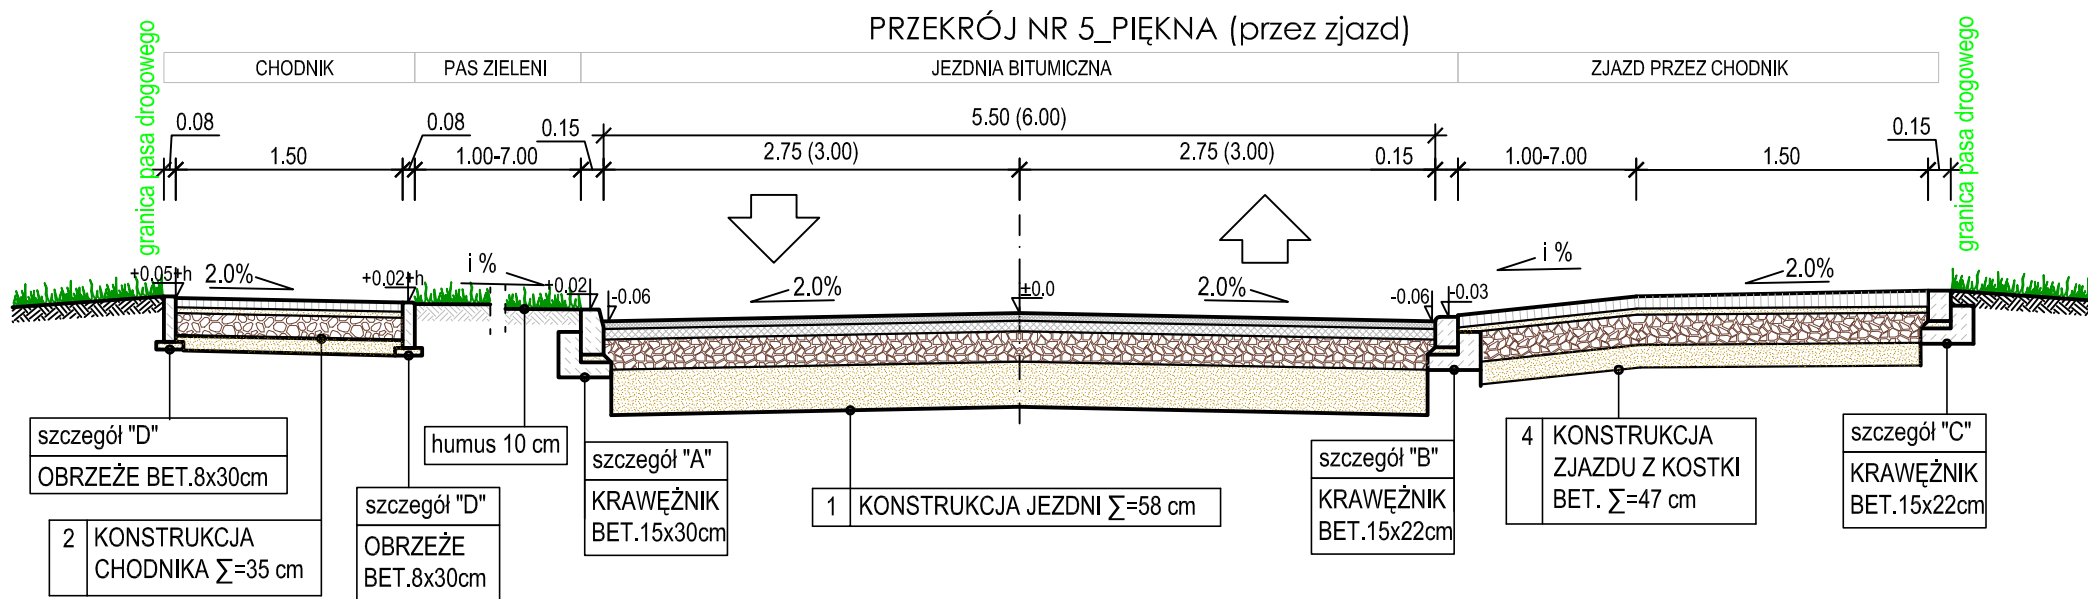 PRZEKRÓJ NR 5_PIĘKNA (przez zjazd)
granica pasa drogowego
granica pasa drogowego
CHODNIK
PAS ZIELENI
JEZDNIA BITUMICZNA
ZJAZD PRZEZ CHODNIK
5.50 (6.00)
0.08
0.08
0.15
0.15
1.50
1.00-7.00
2.75 (3.00)
2.75 (3.00)
0.15
1.00-7.00
1.50
+0.05+h
2.0%
+0.02+h
i %
+0.02
-0.06
2.0%
±0.0
2.0%
-0.06
-0.03
i %
2.0%
szczegół "D"
OBRZEŻE BET.8x30cm
2
KONSTRUKCJA
CHODNIKA ∑=35 cm
szczegół "D"
OBRZEŻE
BET.8x30cm
humus 10 cm
szczegół "A"
KRAWĘŻNIK
BET.15x30cm
1
KONSTRUKCJA JEZDNI ∑=58 cm
szczegół "B"
KRAWĘŻNIK
BET.15x22cm
4
KONSTRUKCJA
ZJAZDU Z KOSTKI
BET. ∑=47 cm
szczegół "C"
KRAWĘŻNIK
BET.15x22cm